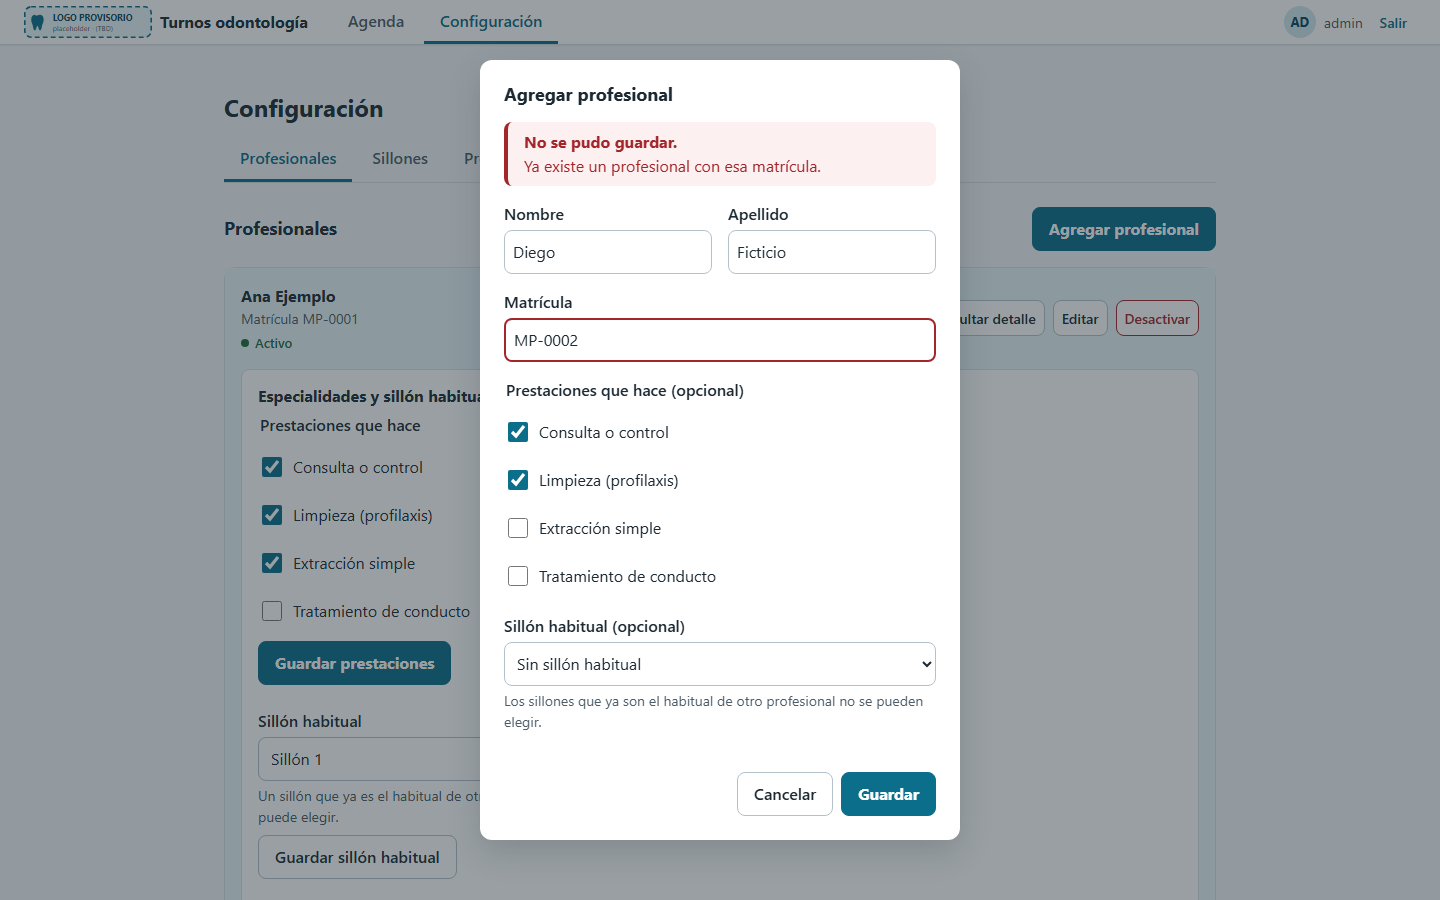 LOGO PROVISORIO
placeholder - (TBD)
Turnos odontología
Agenda
Configuración
AD
admin
Salir
Configuración
Profesionales
Sillones
Profesionales
Agregar profesional
Ana Ejemplo
Matrícula MP-0001
Activo
ultar detalle
Editar
Desactivar
Especialidades y sillón habitua
Prestaciones que hace
Consulta o control
Limpieza (profilaxis)
Extracción simple
Tratamiento de conducto
Guardar prestaciones
Sillón habitual
Sillón 1
Un sillón que ya es el habitual de
puede elegir.
Guardar sillón habitual
Agregar profesional
No se pudo guardar.
Ya existe un profesional con esa matrícula.
Nombre
Apellido
Diego
Ficticio
Matrícula
MP-0002
Prestaciones que hace (opcional)
Consulta o control
Limpieza (profilaxis)
Extracción simple
Tratamiento de conducto
Sillón habitual (opcional)
Sin sillón habitual
Los sillones que ya son el habitual de otro profesional no se pueden
elegir.
Cancelar
Guardar